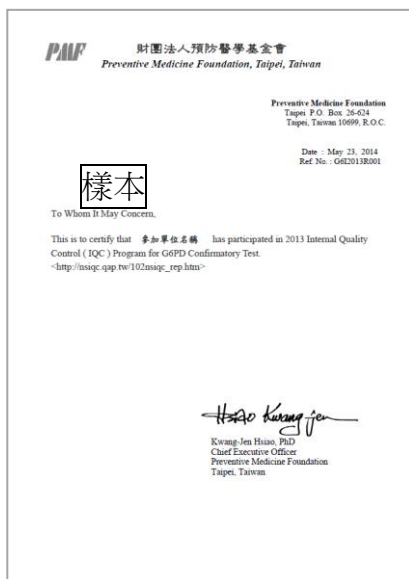 PMF
財團法人預防醫學基金會
Preventive Medicine Foundation, Taipei, Taiwan
Preventive Medicine Foundation
Taipei P.O. Box 26-624
Taipei, Taiwan 10699, R.O.C.
Date : May 23, 2014
Ref. No. : G6I2013R001
樣本
To Whom It May Concern,
This is to certify that 參加單位名稱 has participated in 2013 Internal Quality
Control ( IQC ) Program for G6PD Confirmatory Test.
<http://nsiqc.qap.tw/102nsiqc_rep.htm>
Hsiao Kwang-jen
Kwang-Jen Hsiao, PhD
Chief Executive Officer
Preventive Medicine Foundation
Taipei, Taiwan